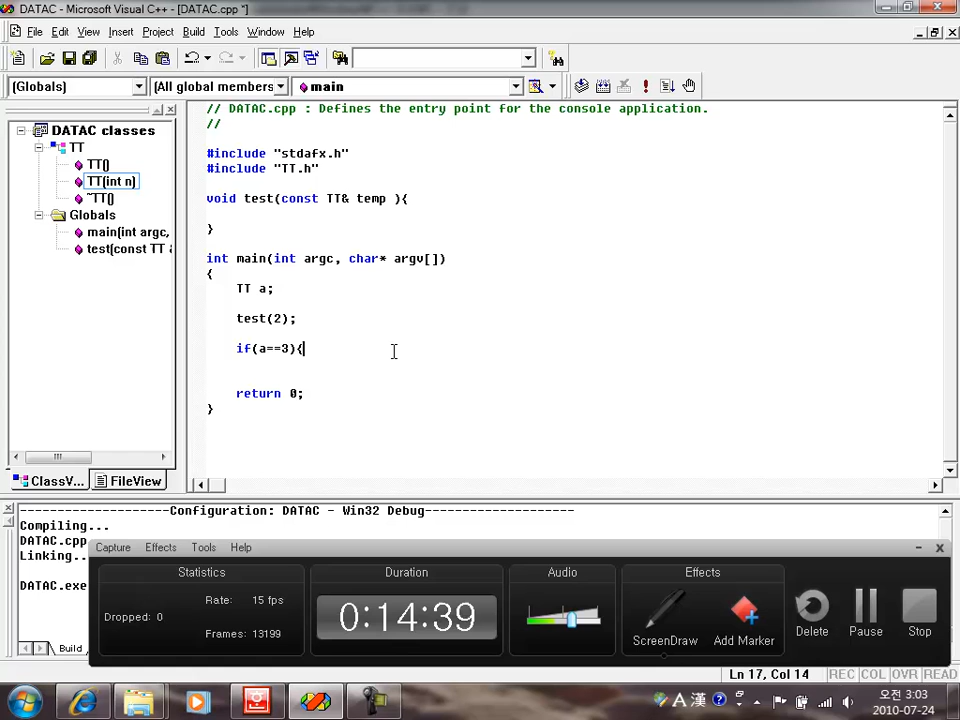 DATAC - Microsoft Visual C++ - [DATAC.cpp *]
File Edit View Insert Project Build Tools Window Help
(Globals) (All global members main
DATAC classes
TT
TT()
TT(int n)
~TT()
Globals
main(int argc,
test(const TT &
ClassV... FileView
// DATAC.cpp : Defines the entry point for the console application.
//
#include "stdafx.h"
#include "TT.h"
void test(const TT& temp ){
}
int main(int argc, char* argv[])
{
TT a;
test(2);
if(a==3){
return 0;
}
--------------------Configuration: DATAC - Win32 Debug--------------------
Compiling...
DATAC.cpp
Linking...
DATAC.exe
Build
Capture Effects Tools Help
Statistics
Dropped: 0
Rate: 15 fps
Frames: 13199
Duration
0:14:39
Audio
Effects
ScreenDraw
Add Marker
Delete
Pause
Stop
Ln 17, Col 14 REC COL OVR READ
A 漢
오전 3:03
2010-07-24